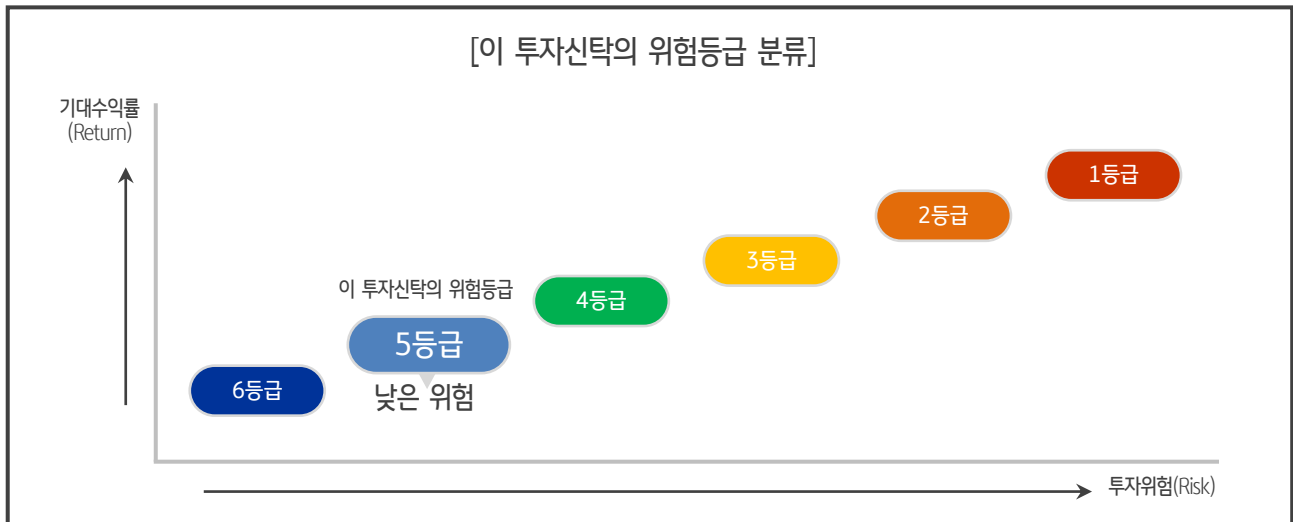 [이 투자신탁의 위험등급 분류]
기대수익률
(Return)
1등급
2등급
3등급
이 투자신탁의 위험등급
4등급
5등급
6등급
낮은 위험
투자위험(Risk)